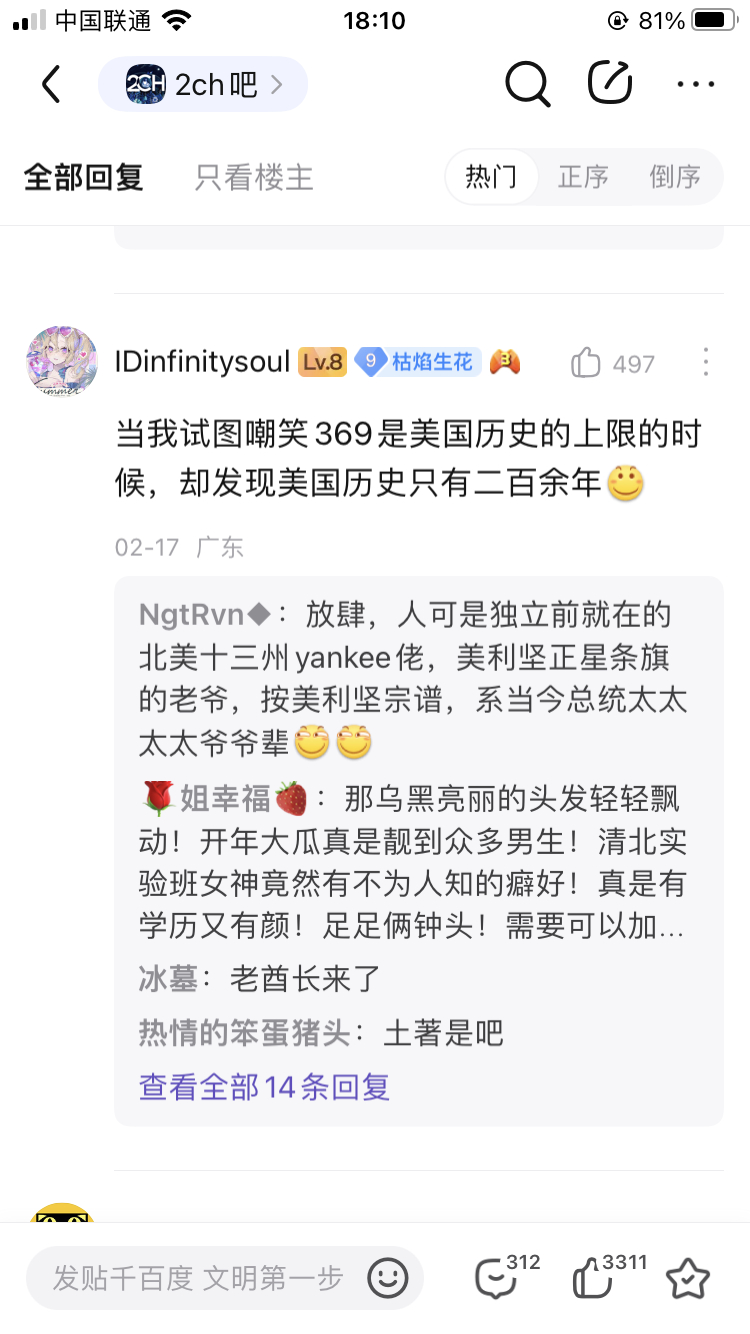 中国联通
18:10
81%
2CH
2ch吧
全部回复
只看楼主
热门
正序
倒序
IDinfinitysoul
Lv.8
9
枯焰生花
3
497
当我试图嘲笑369是美国历史的上限的时
候，却发现美国历史只有二百余年
02-17 广东
NgtRvn◆：放肆，人可是独立前就在的
北美十三州yankee佬，美利坚正星条旗
的老爷，按美利坚宗谱，系当今总统太太
太太爷爷辈
🌹姐幸福🍓：那乌黑亮丽的头发轻轻飘
动！开年大瓜真是靓到众多男生！清北实
验班女神竟然有不为人知的癖好！真是有
学历又有颜！足足俩钟头！需要可以加...
冰墓：老酋长来了
热情的笨蛋猪头：土著是吧
查看全部14条回复
发贴千百度 文明第一步
312
3311